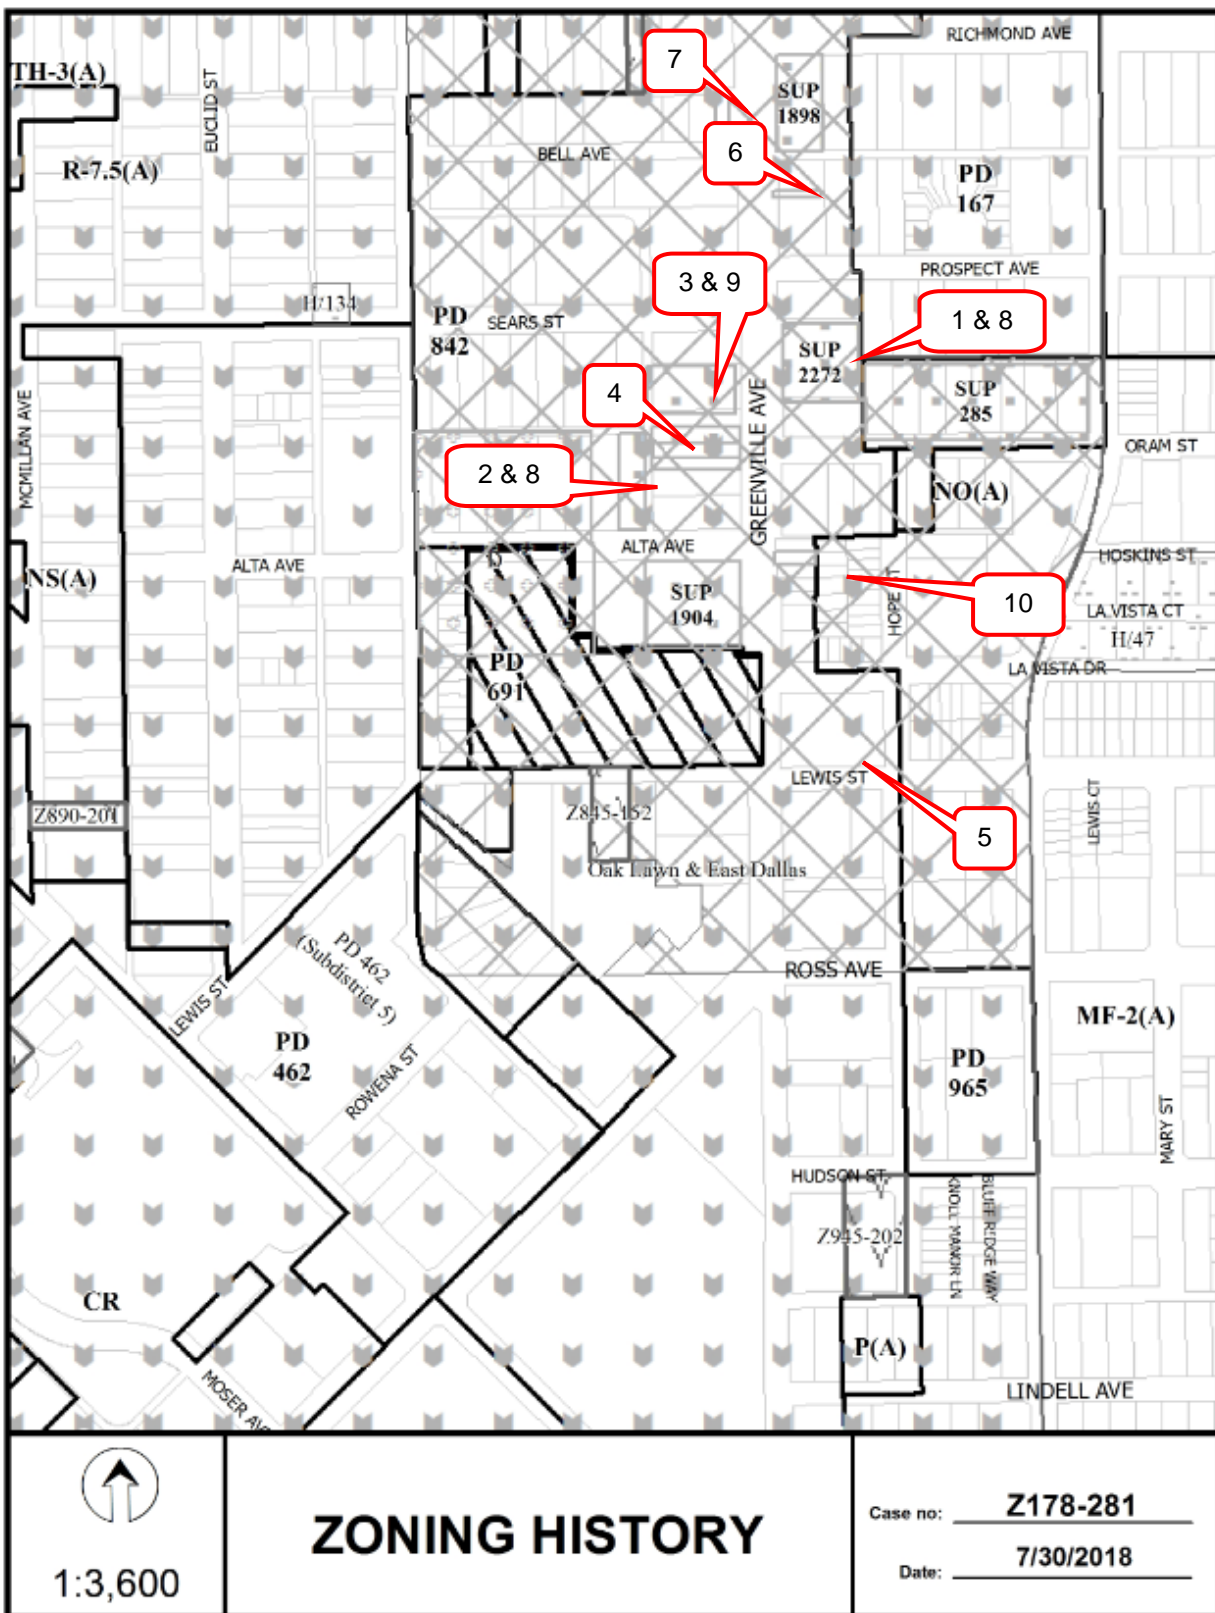 RICHMOND AVE
7
TH-3(A)
SUP
1898
EUCLID ST
BELL AVE
6
R-7.5(A)
PD
167
PROSPECT AVE
3 & 9
H/134
1 & 8
PD
842
SEARS ST
SUP
2272
SUP
285
4
GREENVILLE AVE
MCMILLAN AVE
ORAM ST
2 & 8
NO(A)
ALTA AVE
ALTA AVE
HOSKINS ST
NS(A)
SUP
1904
HOPE ST
10
LA VISTA CT
H/47
LA VISTA DR
PD
691
LEWIS ST
Z890-201
Z845-152
LEWIS CT
5
Oak Lawn & East Dallas
PD 462
(Subdistrict 5)
ROSS AVE
LEWIS ST
MF-2(A)
PD
462
PD
965
ROWENA ST
MARY ST
HUDSON ST
KNOLL MANOR LN
BLUFF RIDGE WAY
Z945-202
CR
P(A)
MOSER AVE
LINDELL AVE
1:3,600
ZONING HISTORY
Case no: Z178-281
Date: 7/30/2018